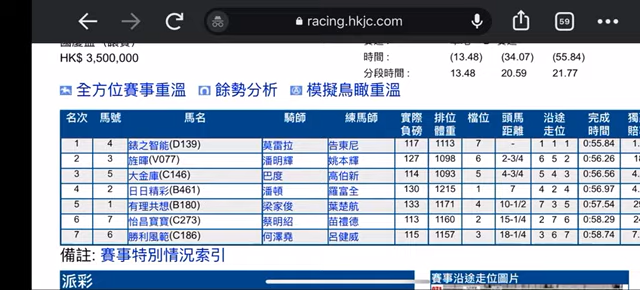 racing.hkjc.com
59
HK$ 3,500,000
時間 : (13.48) (34.07) (55.84)
分段時間 : 13.48 20.59 21.77
全方位賽事重溫 餘勢分析 模擬鳥瞰重溫
名次 馬號 馬名 騎師 練馬師 實際負磅 排位體重 檔位 頭馬距離 沿途走位 完成時間
1 4 錶之智能(D139) 莫雷拉 告東尼 117 1113 7 - 1 1 1 0:55.84
2 3 旌暉(V077) 潘明輝 姚本輝 127 1098 6 2-3/4 6 5 2 0:56.26
3 5 大金庫(C146) 巴度 高伯新 114 1093 5 4-3/4 5 4 3 0:56.56
4 2 日日精彩(B461) 潘頓 羅富全 130 1215 1 7 4 2 4 0:56.97
5 1 有理共想(B180) 梁家俊 葉楚航 133 1171 4 10-1/2 7 3 5 0:57.54
6 7 怡昌寶寶(C273) 蔡明紹 苗禮德 113 1160 2 15-1/4 2 7 6 0:58.29
7 6 勝利風範(C186) 何澤堯 呂健威 115 1157 3 18-1/4 3 6 7 0:58.74
備註: 賽事特別情況索引
派彩 賽事沿途走位圖片